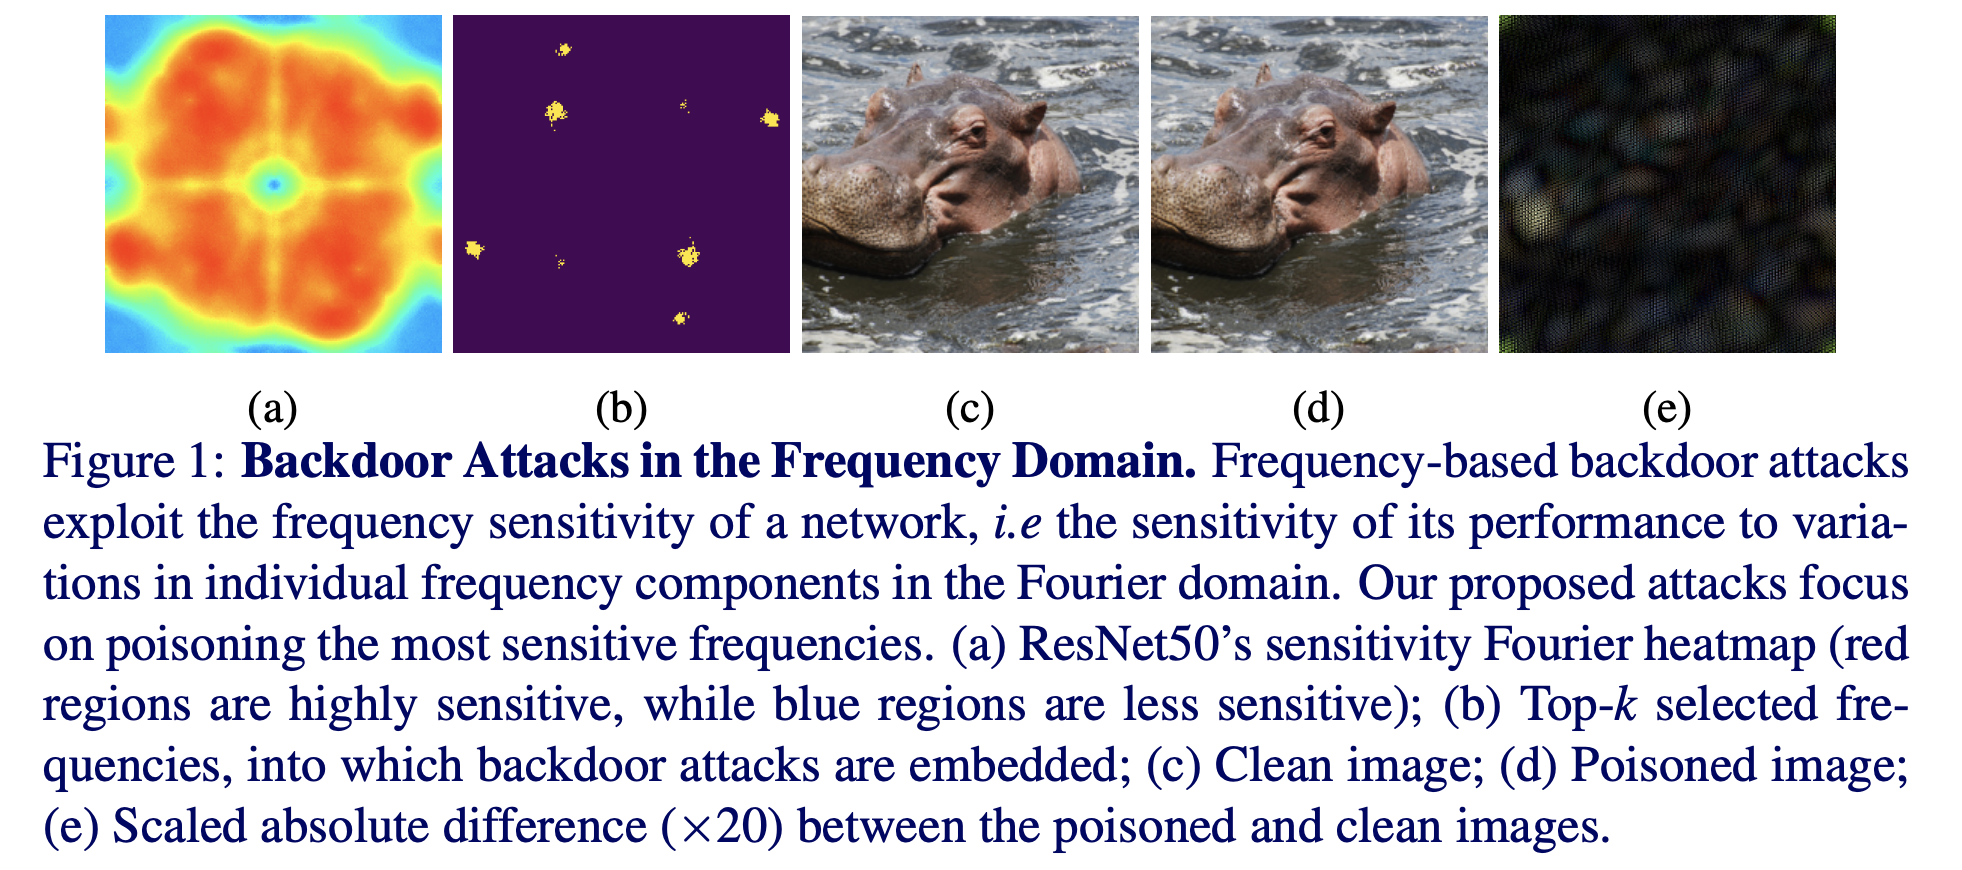 (a) (b) (c) (d) (e)
Figure 1: Backdoor Attacks in the Frequency Domain. Frequency-based backdoor attacks
exploit the frequency sensitivity of a network, i.e the sensitivity of its performance to varia-
tions in individual frequency components in the Fourier domain. Our proposed attacks focus
on poisoning the most sensitive frequencies. (a) ResNet50’s sensitivity Fourier heatmap (red
regions are highly sensitive, while blue regions are less sensitive); (b) Top-k selected fre-
quencies, into which backdoor attacks are embedded; (c) Clean image; (d) Poisoned image;
(e) Scaled absolute difference (×20) between the poisoned and clean images.